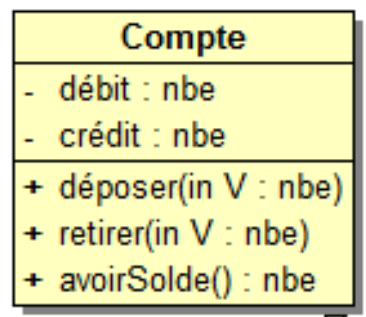 Compte
- débit : nbe
- crédit : nbe
+ déposer(in V : nbe)
+ retirer(in V : nbe)
+ avoirSolde() : nbe